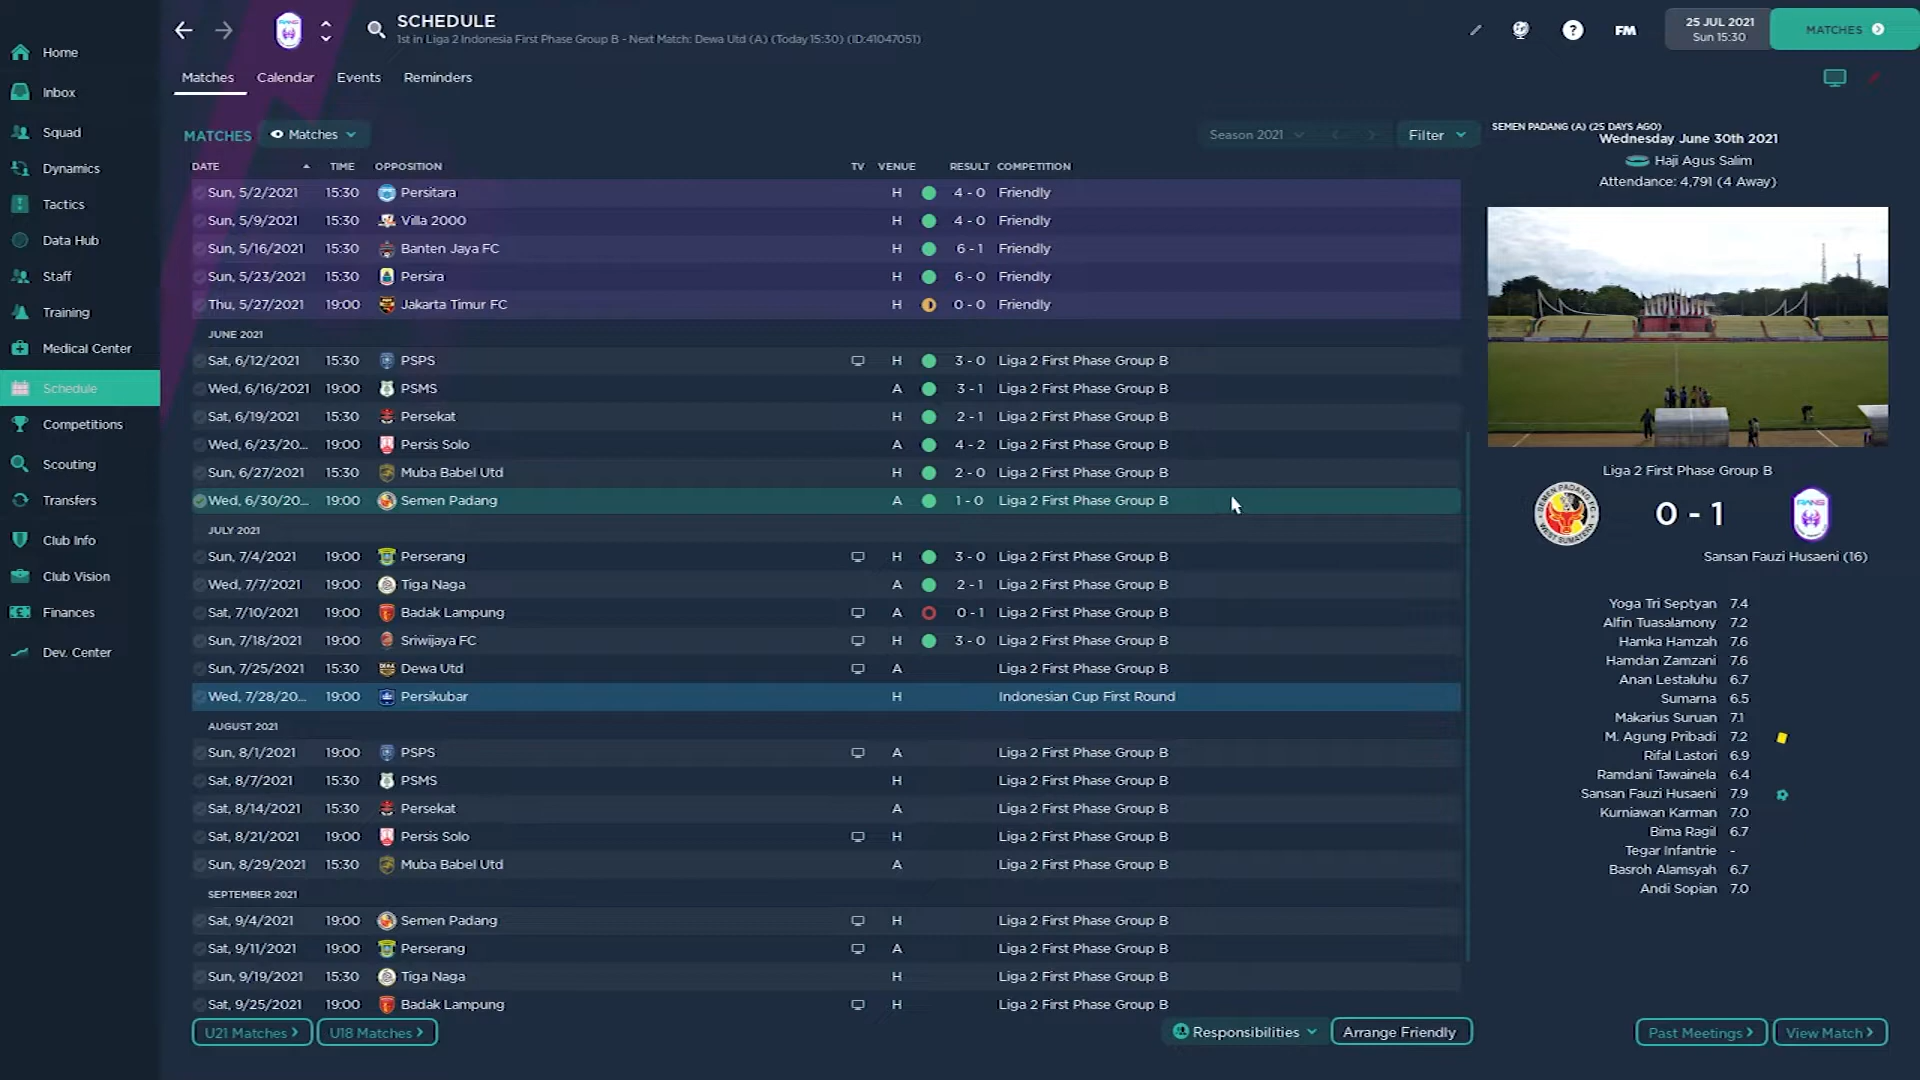 SCHEDULE
1st in Liga 2 Indonesia First Phase Group B - Next Match: Dewa Utd (A) (Today 15:30) (ID:41047051)
FM
25 JUL 2021
Sun 15:30
MATCHES
Home
Inbox
Squad
Dynamics
Tactics
Data Hub
Staff
Training
Medical Center
Schedule
Competitions
Scouting
Transfers
Club Info
Club Vision
Finances
Dev. Center
Matches Calendar Events Reminders
MATCHES Matches Season 2021 Filter
DATE TIME OPPOSITION TV VENUE RESULT COMPETITION
Sun, 5/2/2021 15:30 Persitara H 4 - 0 Friendly
Sun, 5/9/2021 15:30 Villa 2000 H 4 - 0 Friendly
Sun, 5/16/2021 15:30 Banten Jaya FC H 6 - 1 Friendly
Sun, 5/23/2021 15:30 Persira H 6 - 0 Friendly
Thu, 5/27/2021 19:00 Jakarta Timur FC H 0 - 0 Friendly
JUNE 2021
Sat, 6/12/2021 15:30 PSPS H 3 - 0 Liga 2 First Phase Group B
Wed, 6/16/2021 19:00 PSMS A 3 - 1 Liga 2 First Phase Group B
Sat, 6/19/2021 15:30 Persekat H 2 - 1 Liga 2 First Phase Group B
Wed, 6/23/20... 19:00 Persis Solo A 4 - 2 Liga 2 First Phase Group B
Sun, 6/27/2021 15:30 Muba Babel Utd H 2 - 0 Liga 2 First Phase Group B
Wed, 6/30/20... 19:00 Semen Padang A 1 - 0 Liga 2 First Phase Group B
JULY 2021
Sun, 7/4/2021 19:00 Perserang H 3 - 0 Liga 2 First Phase Group B
Wed, 7/7/2021 19:00 Tiga Naga A 2 - 1 Liga 2 First Phase Group B
Sat, 7/10/2021 19:00 Badak Lampung A 0 - 1 Liga 2 First Phase Group B
Sun, 7/18/2021 19:00 Sriwijaya FC H 3 - 0 Liga 2 First Phase Group B
Sun, 7/25/2021 15:30 Dewa Utd A Liga 2 First Phase Group B
Wed, 7/28/20... 19:00 Persikubar H Indonesian Cup First Round
AUGUST 2021
Sun, 8/1/2021 19:00 PSPS A Liga 2 First Phase Group B
Sat, 8/7/2021 15:30 PSMS H Liga 2 First Phase Group B
Sat, 8/14/2021 15:30 Persekat A Liga 2 First Phase Group B
Sat, 8/21/2021 19:00 Persis Solo H Liga 2 First Phase Group B
Sun, 8/29/2021 15:30 Muba Babel Utd A Liga 2 First Phase Group B
SEPTEMBER 2021
Sat, 9/4/2021 19:00 Semen Padang H Liga 2 First Phase Group B
Sat, 9/11/2021 19:00 Perserang A Liga 2 First Phase Group B
Sun, 9/19/2021 15:30 Tiga Naga H Liga 2 First Phase Group B
Sat, 9/25/2021 19:00 Badak Lampung H Liga 2 First Phase Group B
U21 Matches U18 Matches Responsibilities Arrange Friendly
SEMEN PADANG (A) (25 DAYS AGO)
Wednesday June 30th 2021
Haji Agus Salim
Attendance: 4,791 (4 Away)
Liga 2 First Phase Group B
SEMEN PADANG FC
WEST SUMATERA
0 - 1
RANS
Sansan Fauzi Husaeni (16)
Yoga Tri Septyan 7.4
Alfin Tuasalamony 7.2
Hamka Hamzah 7.6
Hamdan Zamzani 7.6
Anan Lestaluhu 6.7
Sumarna 6.5
Makarius Suruan 7.1
M. Agung Pribadi 7.2
Rifal Lastori 6.9
Ramdani Tawainela 6.4
Sansan Fauzi Husaeni 7.9
Kurniawan Karman 7.0
Bima Ragil 6.7
Tegar Infantrie -
Basroh Alamsyah 6.7
Andi Sopian 7.0
Past Meetings View Match